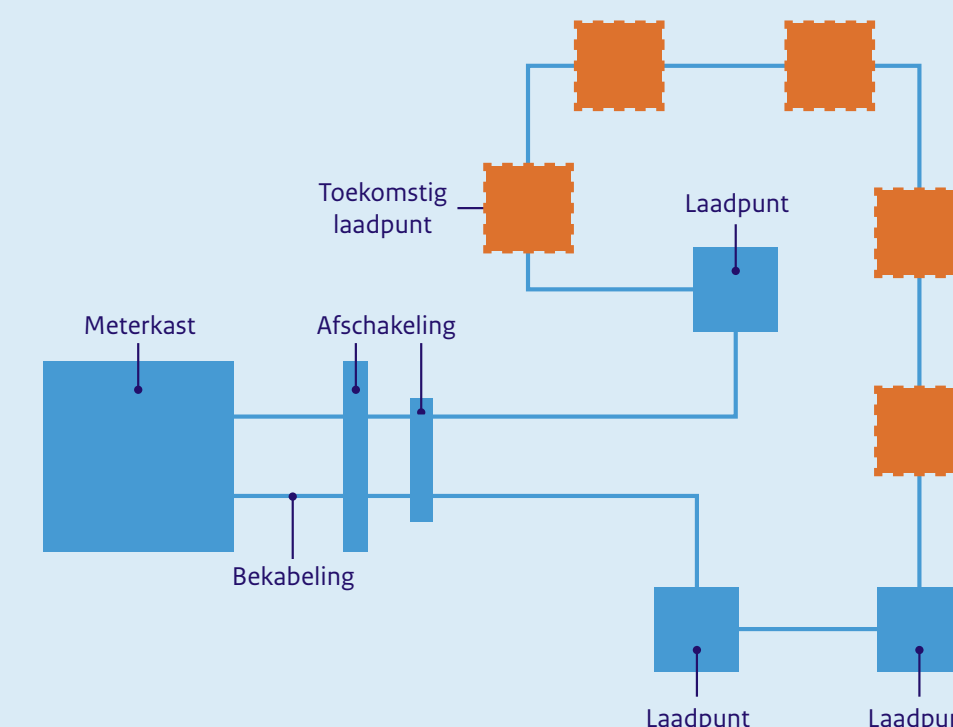 Toekomstig
laadpunt
Laadpunt
Meterkast
Afschakeling
Bekabeling
Laadpunt